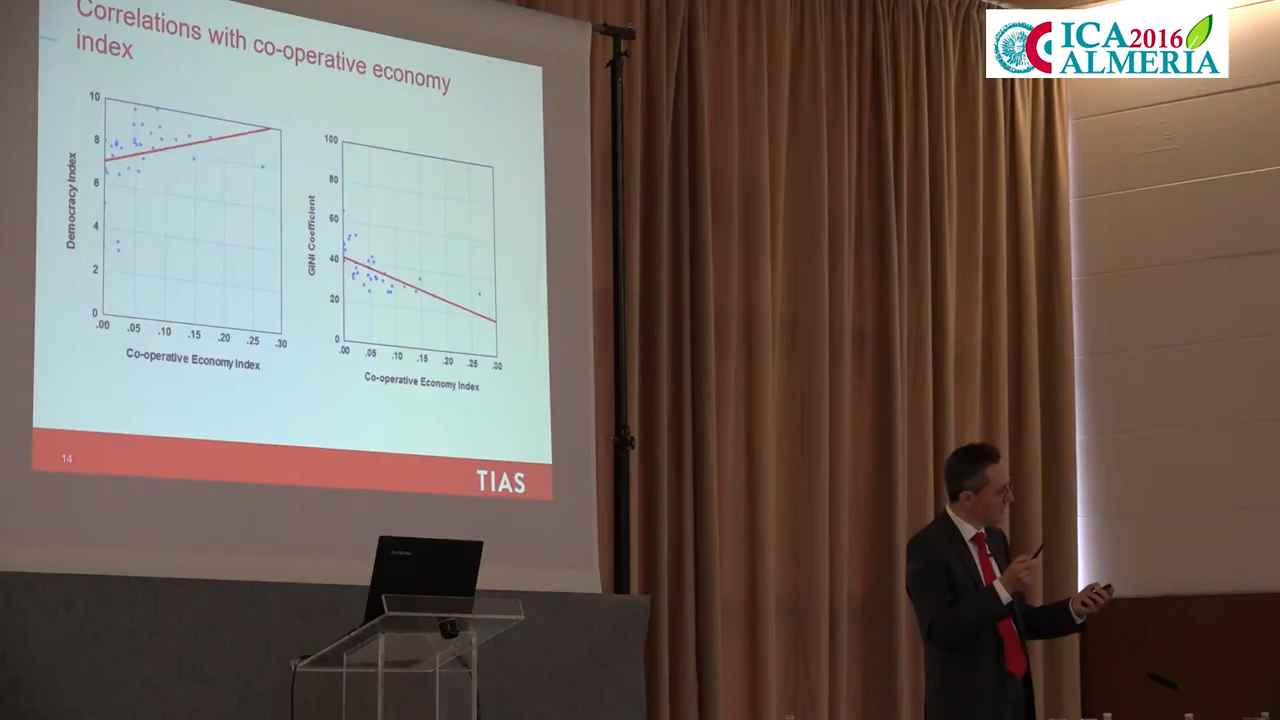 Correlations with co-operative economy
index
10
8
6
4
2
0
Democracy Index
.00 .05 .10 .15 .20 .25 .30
Co-operative Economy Index
100
80
60
40
20
0
GINI Coefficient
.00 .05 .10 .15 .20 .25 .30
Co-operative Economy Index
14
TIAS
ICA2016
ALMERIA